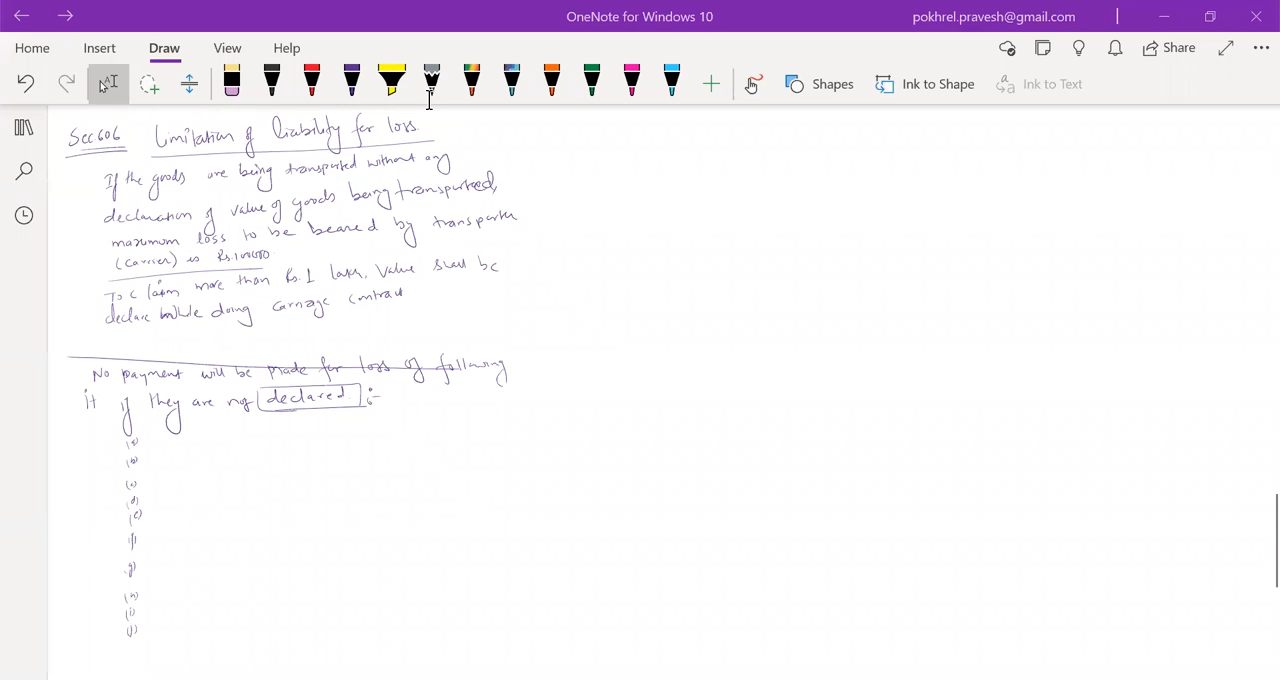 OneNote for Windows 10
pokhrel.pravesh@gmail.com
Home Insert Draw View Help
Share
Shapes
Ink to Shape
Ink to Text
Sec 606 Limitation of liability for loss.
If the goods are being transported without any
declaration of value of goods being transported,
maximum loss to be beared by transporter
(carrier) is Rs.100000
To claim more than Rs. 1 lakh, Value shall be
declare while doing carriage contract
No payment will be made for loss of following
it if they are not declared :-
(a)
(b)
(c)
(d)
(e)
(f)
(g)
(h)
(i)
(j)